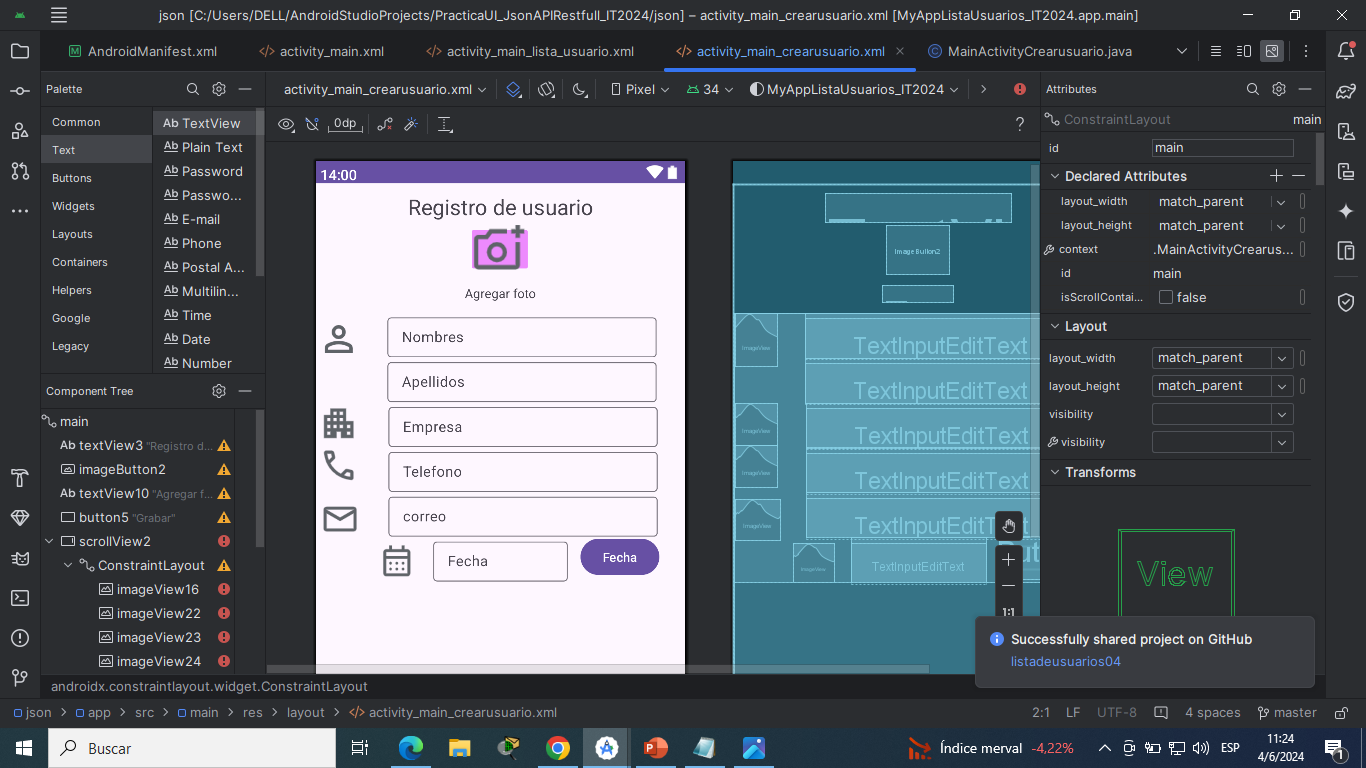 json [C:/Users/DELL/AndroidStudioProjects/PracticaUI_JsonAPIRestfull_IT2024/json] – activity_main_crearusuario.xml [MyAppListaUsuarios_IT2024.app.main]
AndroidManifest.xml activity_main.xml activity_main_lista_usuario.xml activity_main_crearusuario.xml MainActivityCrearusuario.java
Palette
activity_main_crearusuario.xml Pixel 34 MyAppListaUsuarios_IT2024
Attributes
Common
Text
Buttons
Widgets
Layouts
Containers
Helpers
Google
Legacy
Ab TextView
Ab Plain Text
Ab Password
Ab Passwo...
Ab E-mail
Ab Phone
Ab Postal A...
Ab Multilin...
Ab Time
Ab Date
Ab Number
0dp
?
Component Tree
main
Ab textView3 "Registro d...
imageButton2
Ab textView10 "Agregar f...
button5 "Grabar"
scrollView2
ConstraintLayout
imageView16
imageView22
imageView23
imageView24
14:00
Registro de usuario
Agregar foto
Nombres
Apellidos
Empresa
Telefono
correo
Fecha
Fecha
ImageButton2
ImageView
TextInputEditText
TextInputEditText
ImageView
TextInputEditText
ImageView
TextInputEditText
ImageView
TextInputEditText
ImageView
TextInputEditText
1:1
ConstraintLayout main
id main
Declared Attributes
layout_width match_parent
layout_height match_parent
context .MainActivityCrearus...
id main
isScrollContai... false
Layout
layout_width match_parent
layout_height match_parent
visibility
visibility
Transforms
View
Successfully shared project on GitHub
listadeusuarios04
androidx.constraintlayout.widget.ConstraintLayout
json > app > src > main > res > layout > activity_main_crearusuario.xml
2:1 LF UTF-8 4 spaces master
Buscar
Índice merval -4,22%
ESP
11:24
4/6/2024
1